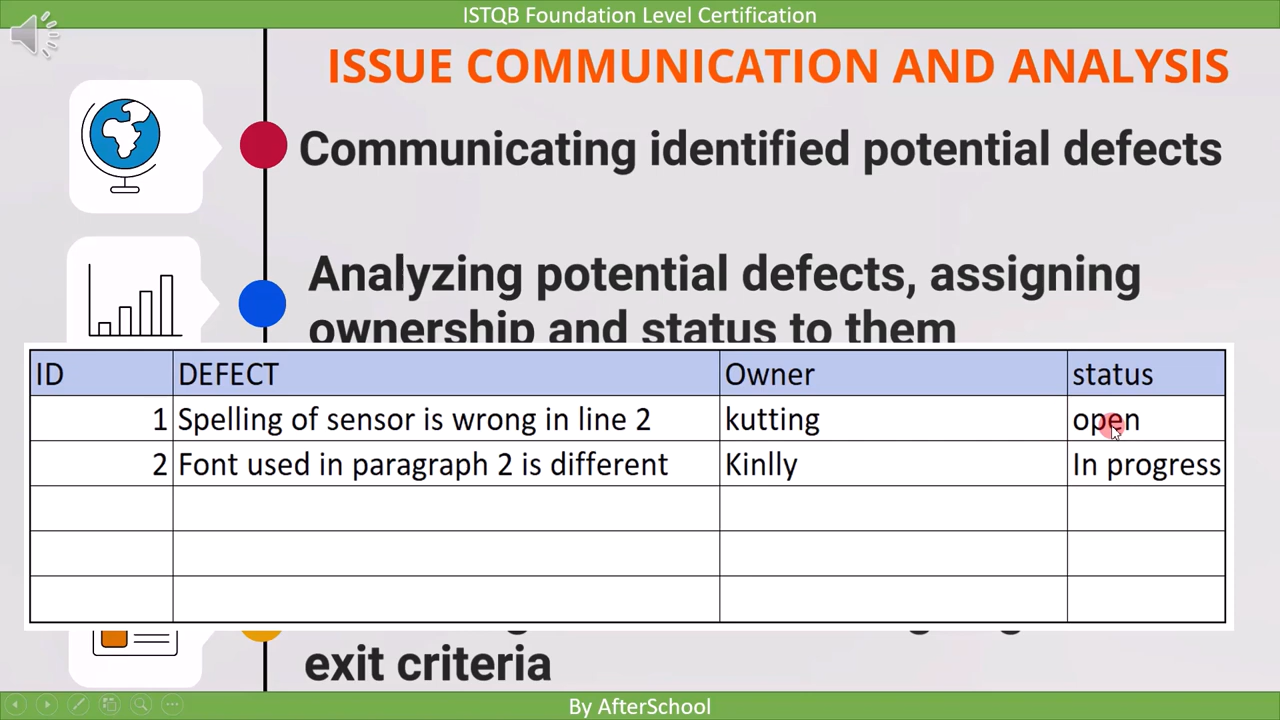 ISTQB Foundation Level Certification
ISSUE COMMUNICATION AND ANALYSIS
Communicating identified potential defects
Analyzing potential defects, assigning
ownership and status to them
ID DEFECT Owner status
1 Spelling of sensor is wrong in line 2 kutting open
2 Font used in paragraph 2 is different Kinlly In progress
exit criteria
By AfterSchool